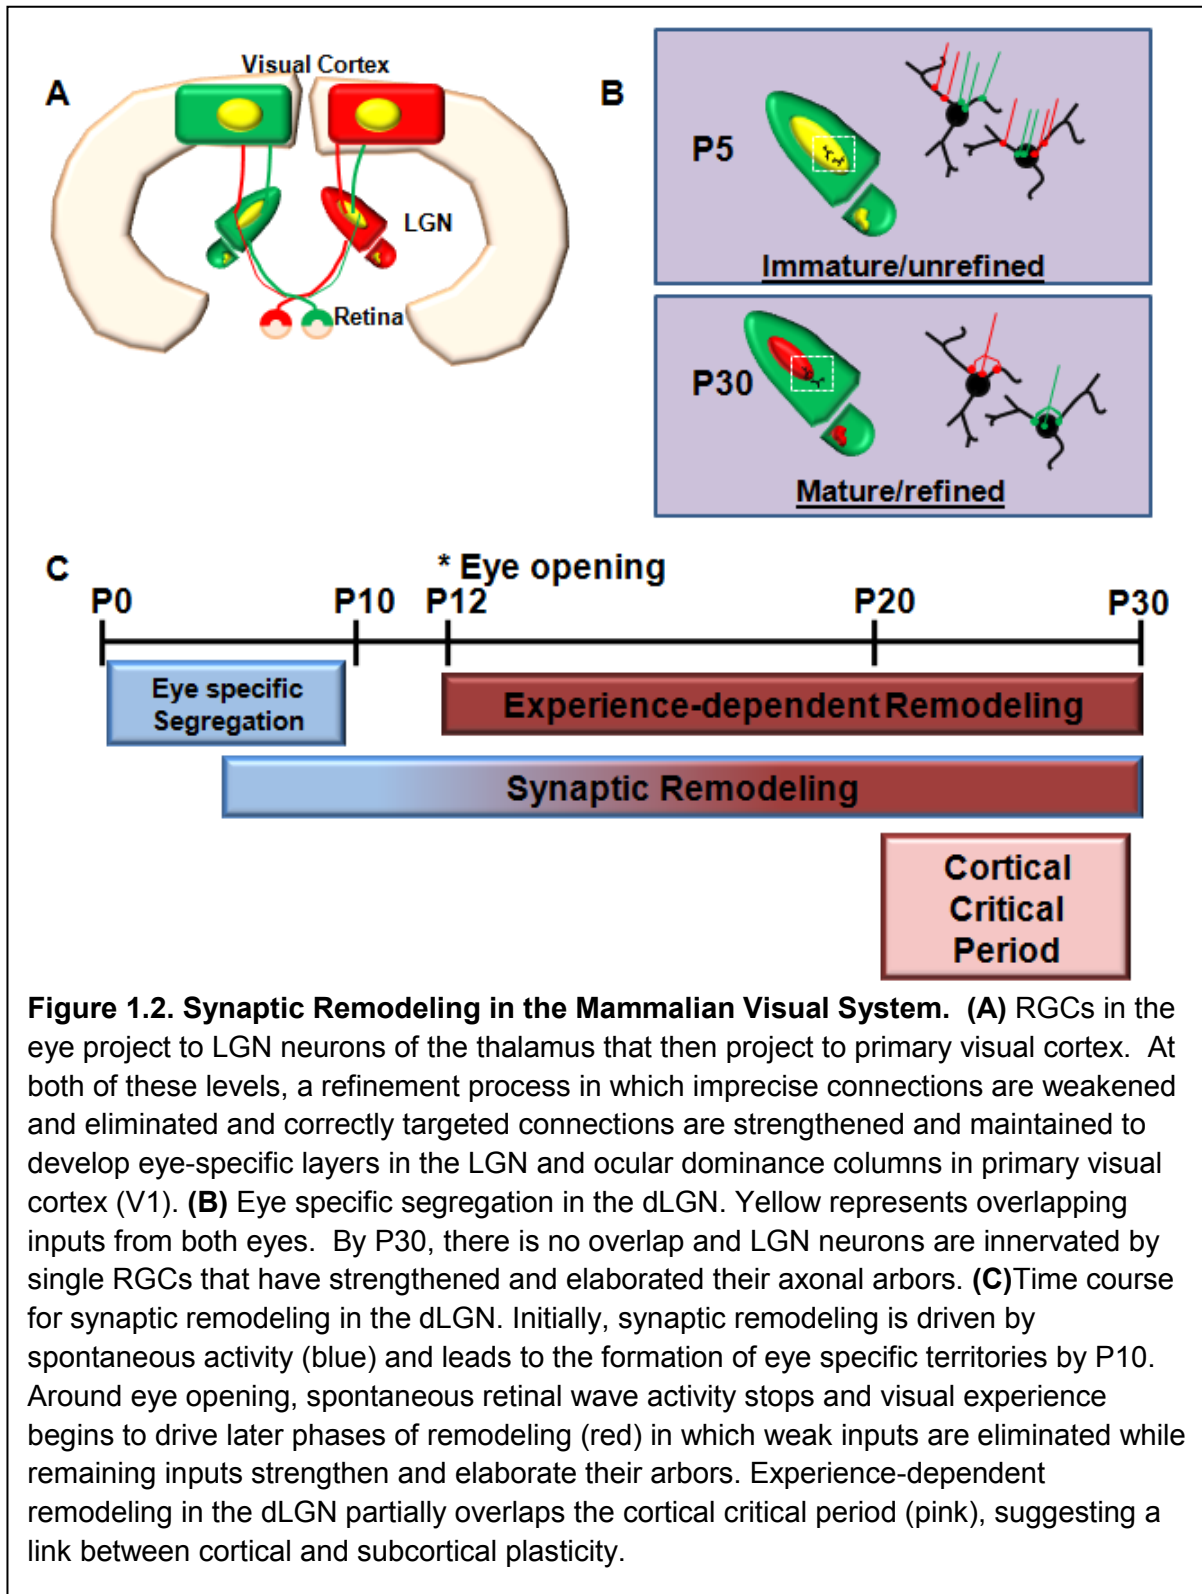 A
Visual Cortex
LGN
Retina
B
P5
Immature/unrefined
P30
Mature/refined
C
* Eye opening
P0 P10 P12 P20 P30
Eye specific
Segregation
Experience-dependent Remodeling
Synaptic Remodeling
Cortical
Critical
Period
Figure 1.2. Synaptic Remodeling in the Mammalian Visual System. (A) RGCs in the
eye project to LGN neurons of the thalamus that then project to primary visual cortex. At
both of these levels, a refinement process in which imprecise connections are weakened
and eliminated and correctly targeted connections are strengthened and maintained to
develop eye-specific layers in the LGN and ocular dominance columns in primary visual
cortex (V1). (B) Eye specific segregation in the dLGN. Yellow represents overlapping
inputs from both eyes. By P30, there is no overlap and LGN neurons are innervated by
single RGCs that have strengthened and elaborated their axonal arbors. (C)Time course
for synaptic remodeling in the dLGN. Initially, synaptic remodeling is driven by
spontaneous activity (blue) and leads to the formation of eye specific territories by P10.
Around eye opening, spontaneous retinal wave activity stops and visual experience
begins to drive later phases of remodeling (red) in which weak inputs are eliminated while
remaining inputs strengthen and elaborate their arbors. Experience-dependent
remodeling in the dLGN partially overlaps the cortical critical period (pink), suggesting a
link between cortical and subcortical plasticity.